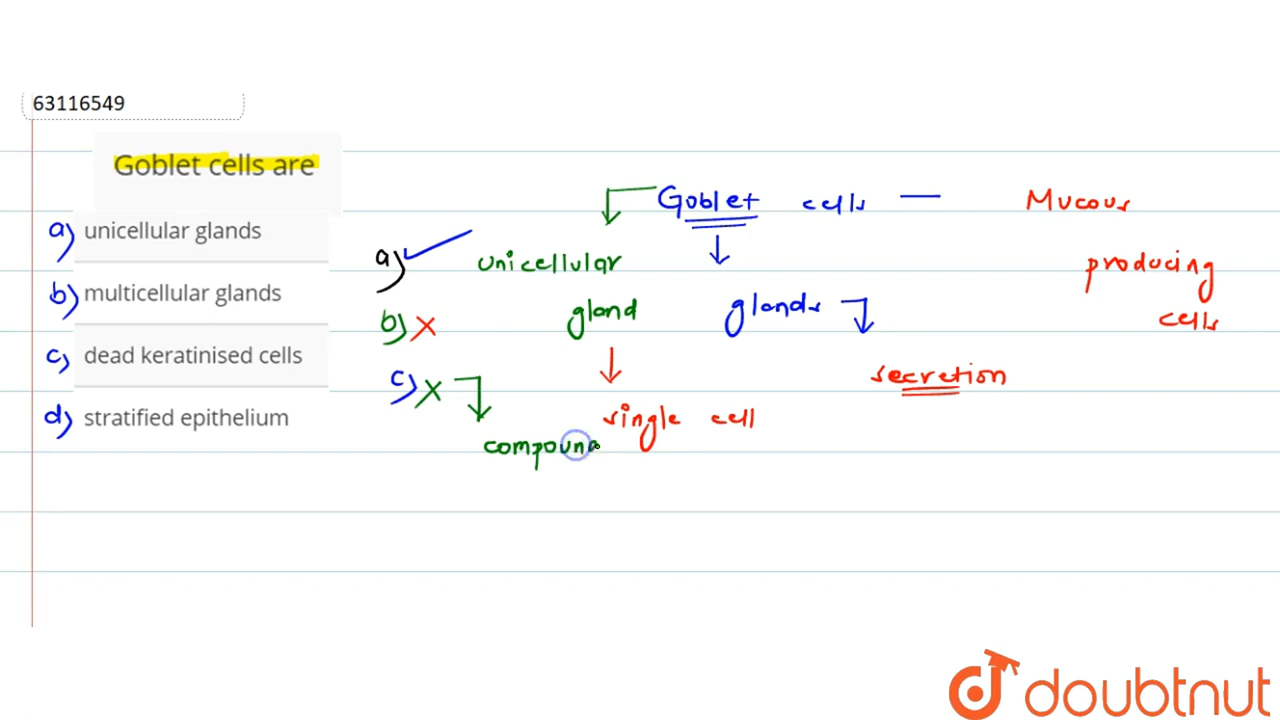 63116549
Goblet cells are
a) unicellular glands
b) multicellular glands
c) dead keratinised cells
d) stratified epithelium
Goblet cells — Mucous
producing
cells
a) unicellular
gland
glands
secretion
b) x
c) x
single cell
compoun
doubtnut